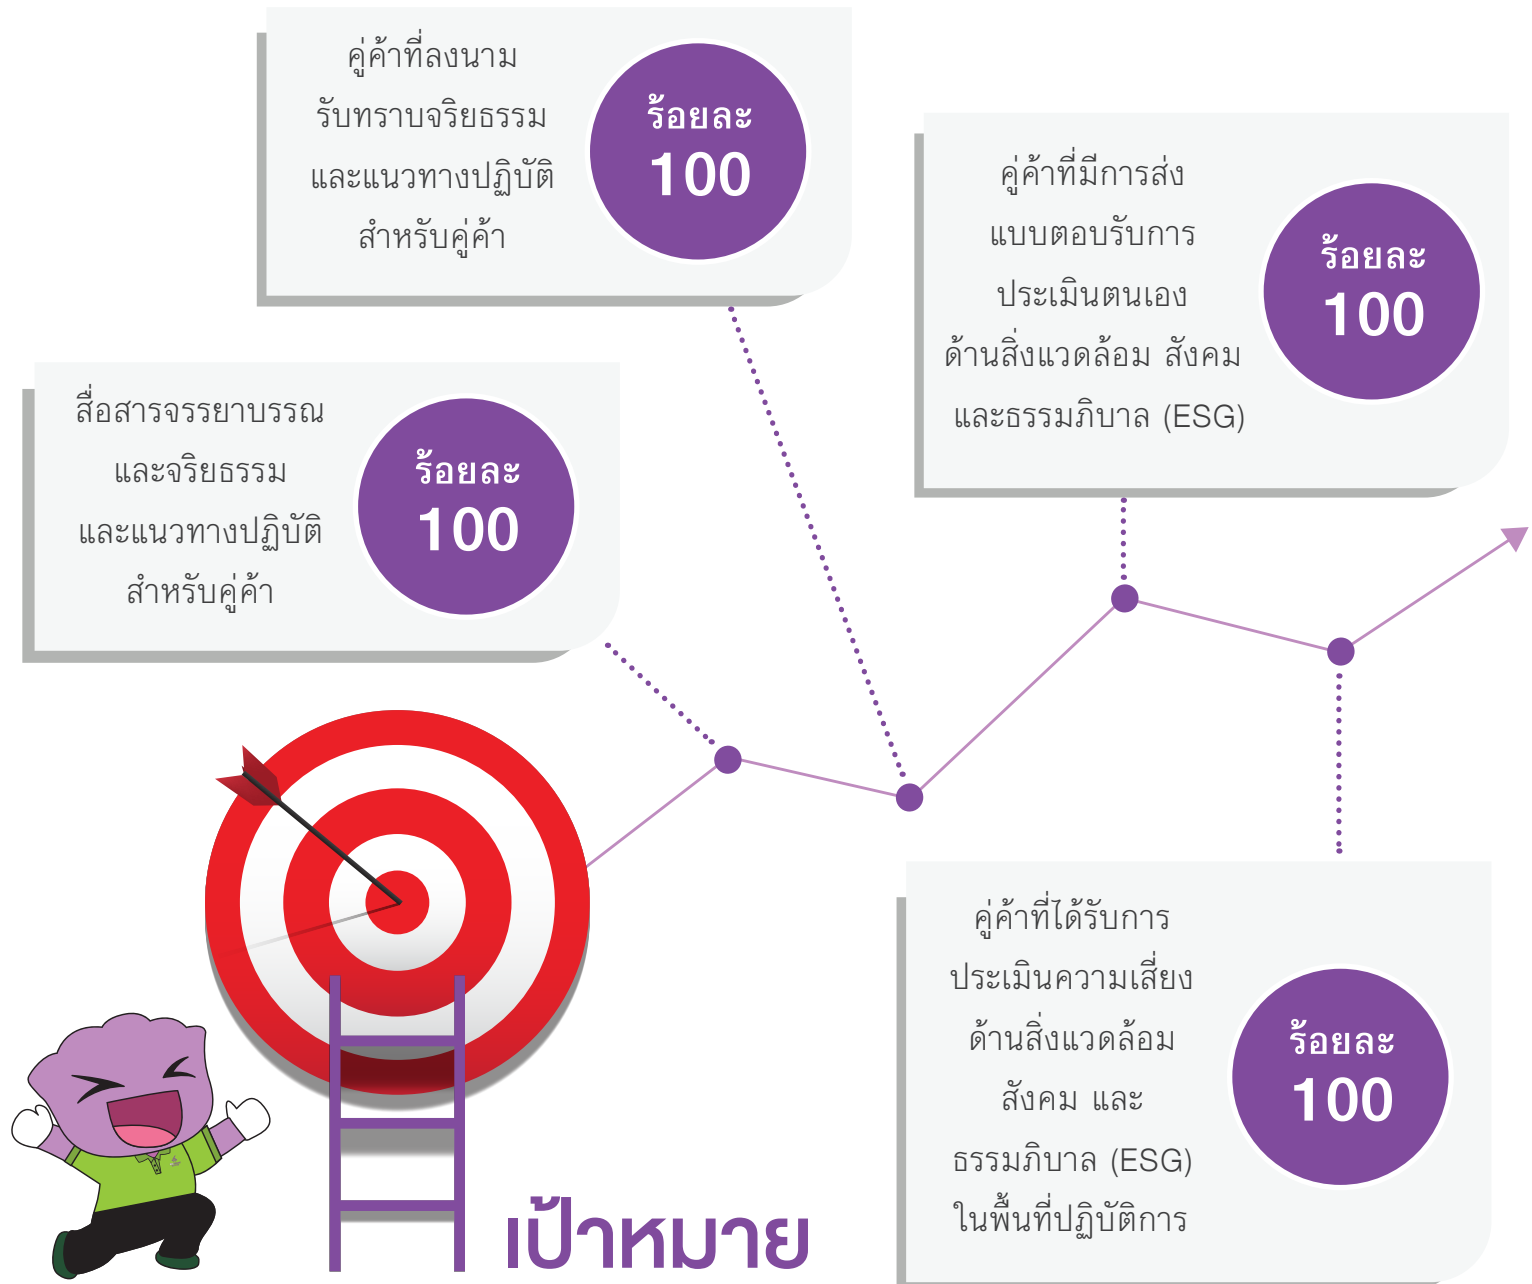 คู่ค้าที่ลงนาม
รับทราบจริยธรรม
และแนวทางปฏิบัติ
สำหรับคู่ค้า
ร้อยละ
100
คู่ค้าที่มีการส่ง
แบบตอบรับการ
ประเมินตนเอง
ด้านสิ่งแวดล้อม สังคม
และธรรมภิบาล (ESG)
ร้อยละ
100
สื่อสารจรรยาบรรณ
และจริยธรรม
และแนวทางปฏิบัติ
สำหรับคู่ค้า
ร้อยละ
100
คู่ค้าที่ได้รับการ
ประเมินความเสี่ยง
ด้านสิ่งแวดล้อม
สังคม และ
ธรรมภิบาล (ESG)
ในพื้นที่ปฏิบัติการ
ร้อยละ
100
เป้าหมาย